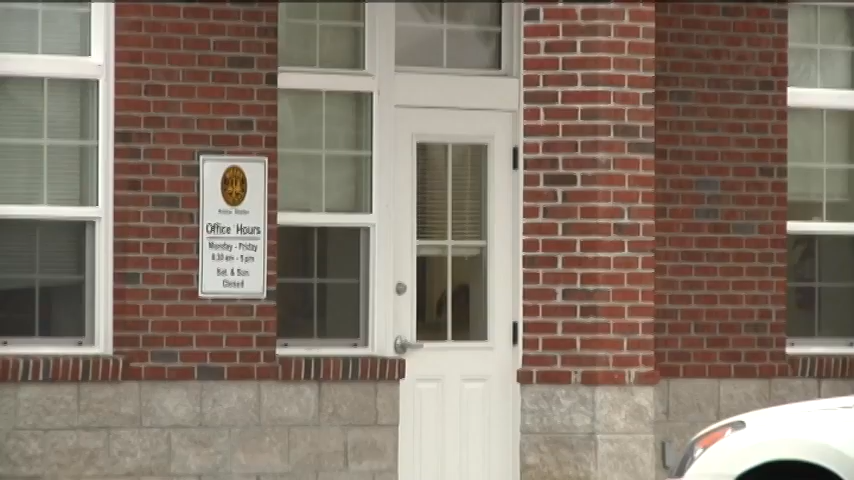 Office Hours
Monday - Friday
8:30 am - 5 pm
Sat. & Sun.
Closed